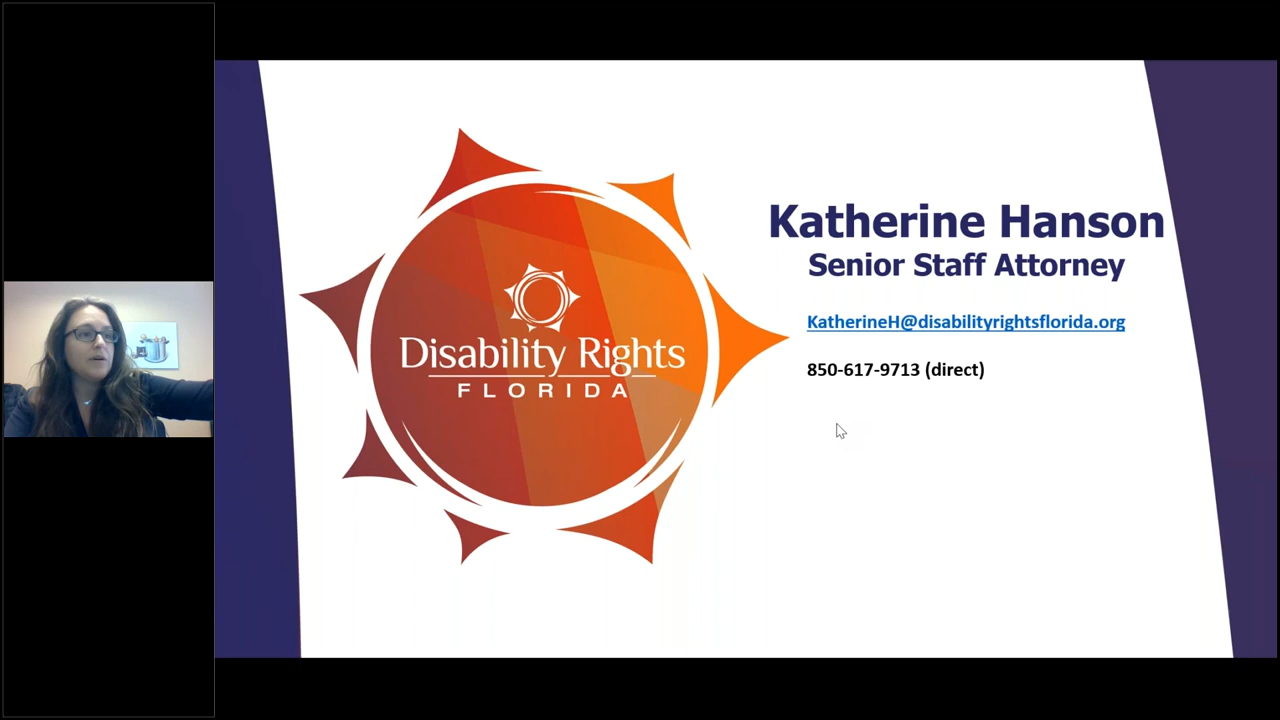 Disability Rights
FLORIDA
Katherine Hanson
Senior Staff Attorney
KatherineH@disabilityrightsflorida.org
850-617-9713 (direct)